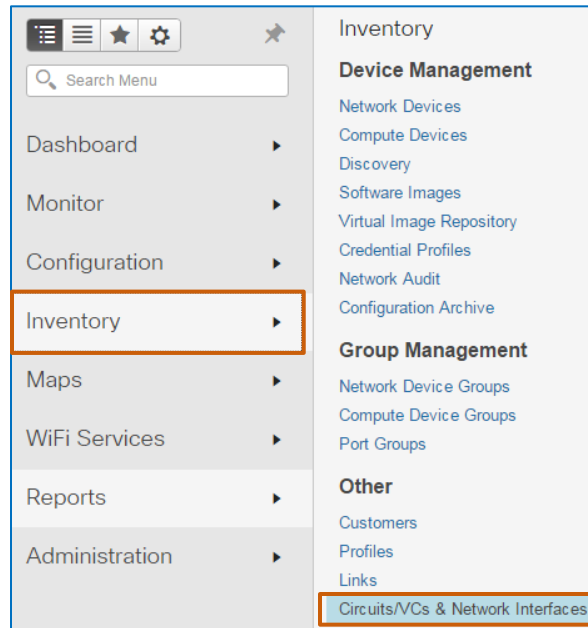 Search Menu
Dashboard
Monitor
Configuration
Inventory
Maps
WiFi Services
Reports
Administration
Inventory
Device Management
Network Devices
Compute Devices
Discovery
Software Images
Virtual Image Repository
Credential Profiles
Network Audit
Configuration Archive
Group Management
Network Device Groups
Compute Device Groups
Port Groups
Other
Customers
Profiles
Links
Circuits/VCs & Network Interfaces